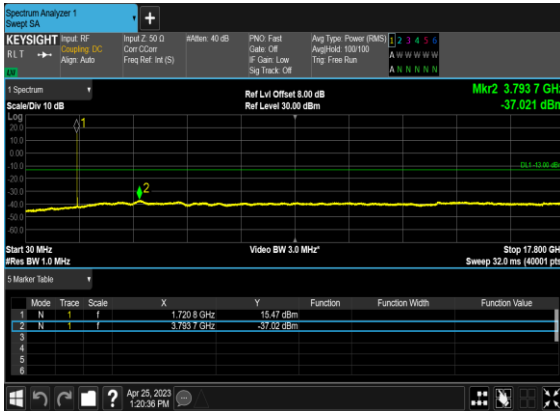 Spectrum Analyzer 1
Swept SA
+
KEYSIGHT Input: RF Input Z: 50 Ω #Atten: 40 dB PNO: Fast Avg Type: Power (RMS) 1 2 3 4 5 6
RLT Coupling: DC Corr CCorr Gate: Off Avg|Hold: 100/100 A W W W W W
Align: Auto Freq Ref: Int (S) IF Gain: Low Trig: Free Run
Sig Track: Off A N N N N N
1 Spectrum
Ref Lvl Offset 8.00 dB Mkr2 3.793 7 GHz
Scale/Div 10 dB Ref Level 30.00 dBm -37.021 dBm
Log
20.0
10.0
0.00
-10.0
-20.0
-30.0
-40.0
-50.0
-60.0
1
2
DL1 -13.00 dBm
Start 30 MHz Video BW 3.0 MHz* Stop 17.800 GHz
#Res BW 1.0 MHz Sweep 32.0 ms (40001 pts)
5 Marker Table
Mode Trace Scale X Y Function Function Width Function Value
1 N 1 f 1.720 8 GHz 15.47 dBm
2 N 1 f 3.793 7 GHz -37.02 dBm
3
4
5
6
? Apr 25, 2023
1:20:36 PM